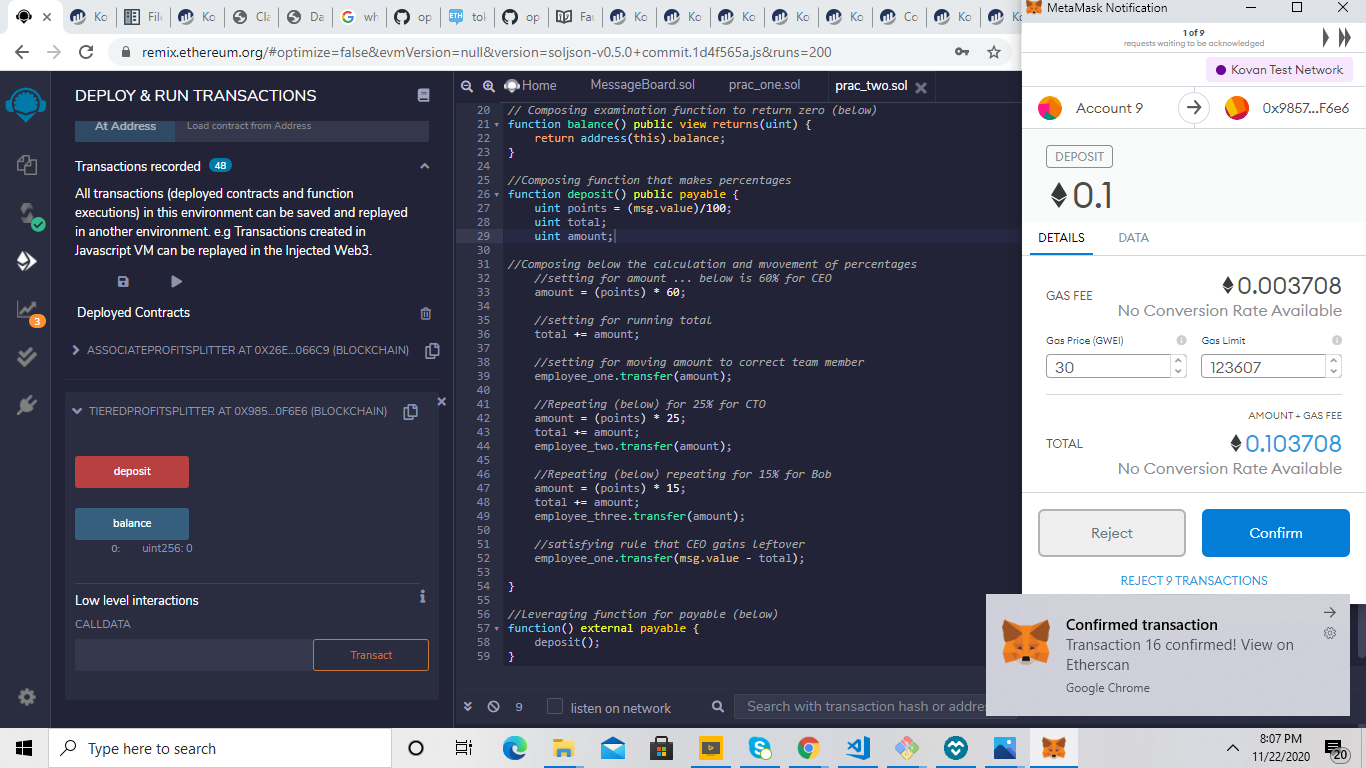 Ko
File
Ko
Ko
Cla
Da
wh
op
tok
op
Fau
Ko
Ko
Ko
Ko
Co
Ko
Ko
remix.ethereum.org/#optimize=false&evmVersion=null&version=soljson-v0.5.0+commit.1d4f565a.js&runs=200
DEPLOY & RUN TRANSACTIONS
At Address
Load contract from Address
Transactions recorded 48
All transactions (deployed contracts and function
executions) in this environment can be saved and replayed
in another environment. e.g Transactions created in
Javascript VM can be replayed in the Injected Web3.
Deployed Contracts
ASSOCIATEPROFITSPLITTER AT 0X26E...066C9 (BLOCKCHAIN)
TIEREDPROFITSPLITTER AT 0X985...0F6E6 (BLOCKCHAIN)
deposit
balance
0: uint256: 0
Low level interactions
CALLDATA
Transact
3
Home
MessageBoard.sol
prac_one.sol
prac_two.sol
20 // Composing examination function to return zero (below)
21 function balance() public view returns(uint) {
22 return address(this).balance;
23 }
24
25 //Composing function that makes percentages
26 function deposit() public payable {
27 uint points = (msg.value)/100;
28 uint total;
29 uint amount;
30
31 //Composing below the calculation and mvovement of percentages
32 //setting for amount ... below is 60% for CEO
33 amount = (points) * 60;
34
35 //setting for running total
36 total += amount;
37
38 //setting for moving amount to correct team member
39 employee_one.transfer(amount);
40
41 //Repeating (below) for 25% for CTO
42 amount = (points) * 25;
43 total += amount;
44 employee_two.transfer(amount);
45
46 //Repeating (below) repeating for 15% for Bob
47 amount = (points) * 15;
48 total += amount;
49 employee_three.transfer(amount);
50
51 //satisfying rule that CEO gains leftover
52 employee_one.transfer(msg.value - total);
53
54 }
55
56 //Leveraging function for payable (below)
57 function() external payable {
58 deposit();
59 }
9
listen on network
Search with transaction hash or addre
MetaMask Notification
1 of 9
requests waiting to be acknowledged
Kovan Test Network
Account 9
0x9857...F6e6
DEPOSIT
0.1
DETAILS
DATA
GAS FEE
0.003708
No Conversion Rate Available
Gas Price (GWEI)
Gas Limit
30
123607
AMOUNT + GAS FEE
TOTAL
0.103708
No Conversion Rate Available
Reject
Confirm
REJECT 9 TRANSACTIONS
Confirmed transaction
Transaction 16 confirmed! View on
Etherscan
Google Chrome
Type here to search
8:07 PM
11/22/2020
20